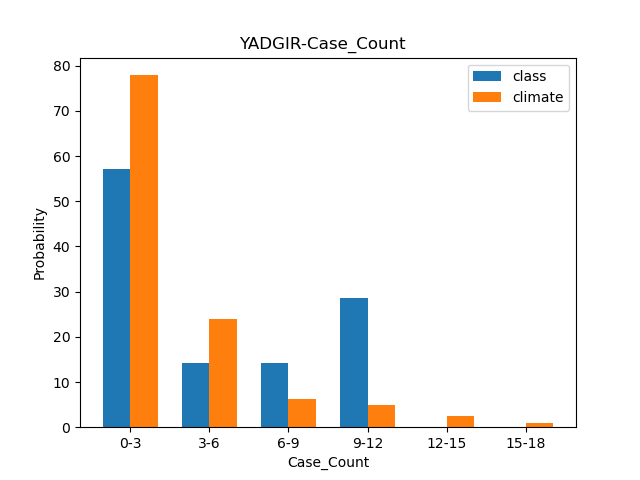 YADGIR-Case_Count
class
climate
Probability
80
70
60
50
40
30
20
10
0
0-3 3-6 6-9 9-12 12-15 15-18
Case_Count